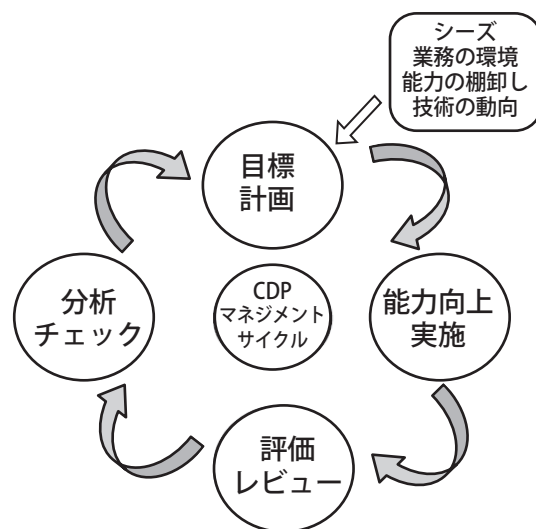 シーズ
業務の環境
能力の棚卸し
技術の動向
目標
計画
分析
チェック
CDP
マネジメント
サイクル
能力向上
実施
評価
レビュー